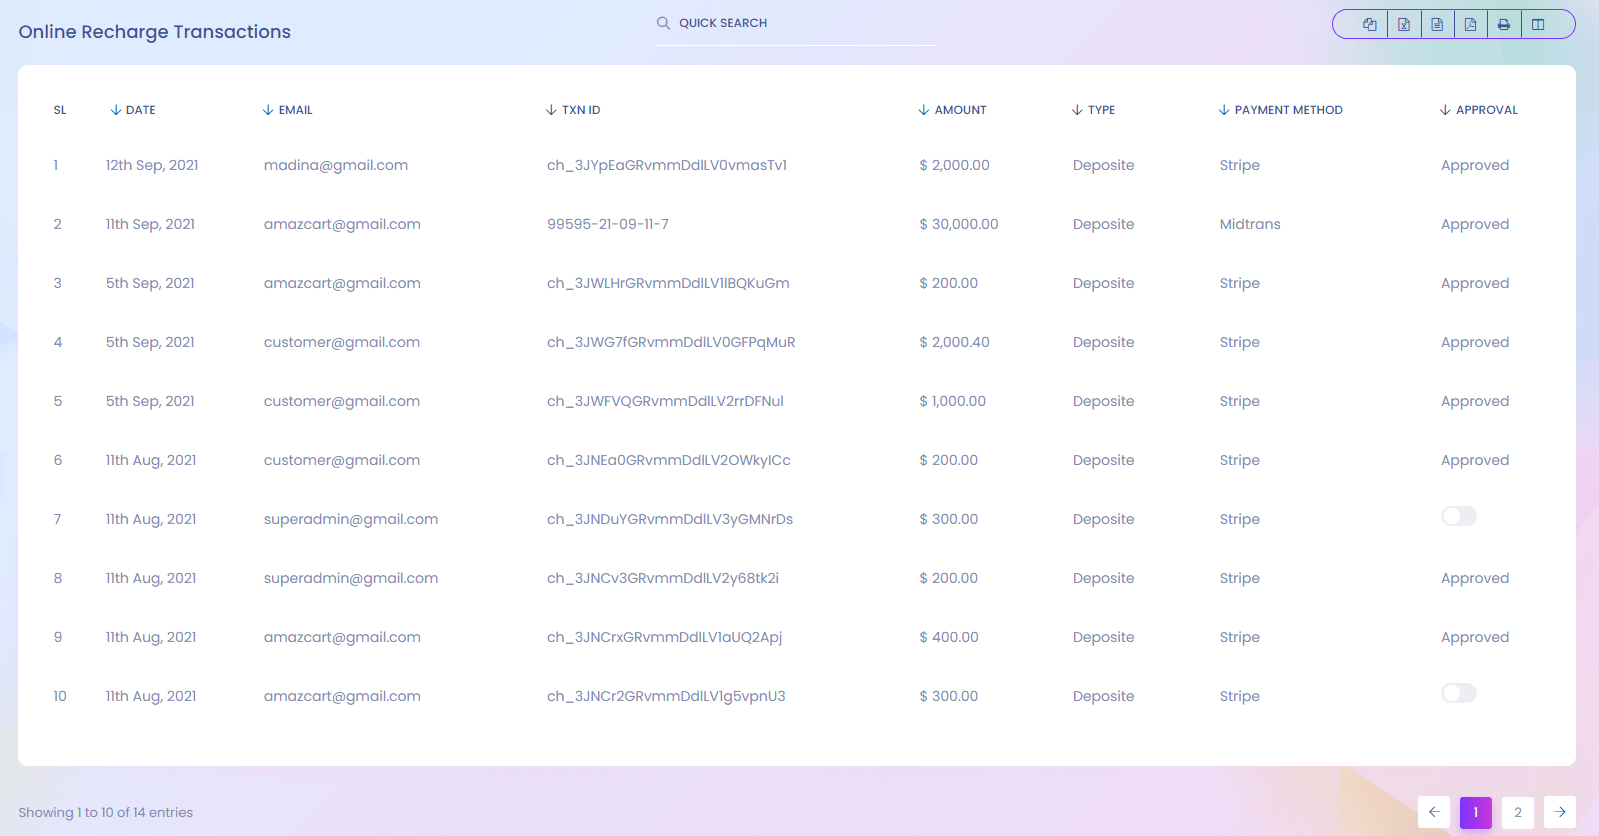 Online Recharge Transactions
QUICK SEARCH
SL DATE EMAIL TXN ID AMOUNT TYPE PAYMENT METHOD APPROVAL
1 12th Sep, 2021 madina@gmail.com ch_3JYpEaGRvmmDdlLV0vmasTv1 $ 2,000.00 Deposite Stripe Approved
2 11th Sep, 2021 amazcart@gmail.com 99595-21-09-11-7 $ 30,000.00 Deposite Midtrans Approved
3 5th Sep, 2021 amazcart@gmail.com ch_3JWLHrGRvmmDdlLV1lBQKuGm $ 200.00 Deposite Stripe Approved
4 5th Sep, 2021 customer@gmail.com ch_3JWG7fGRvmmDdlLV0GFPqMuR $ 2,000.40 Deposite Stripe Approved
5 5th Sep, 2021 customer@gmail.com ch_3JWFVQGRvmmDdlLV2rrDFNul $ 1,000.00 Deposite Stripe Approved
6 11th Aug, 2021 customer@gmail.com ch_3JNEa0GRvmmDdlLV2OWkyICc $ 200.00 Deposite Stripe Approved
7 11th Aug, 2021 superadmin@gmail.com ch_3JNDuYGRvmmDdlLV3yGMNrDs $ 300.00 Deposite Stripe
8 11th Aug, 2021 superadmin@gmail.com ch_3JNCv3GRvmmDdlLV2y68tk2i $ 200.00 Deposite Stripe Approved
9 11th Aug, 2021 amazcart@gmail.com ch_3JNCrxGRvmmDdlLV1aUQ2Apj $ 400.00 Deposite Stripe Approved
10 11th Aug, 2021 amazcart@gmail.com ch_3JNCr2GRvmmDdlLV1g5vpnU3 $ 300.00 Deposite Stripe
Showing 1 to 10 of 14 entries
1 2